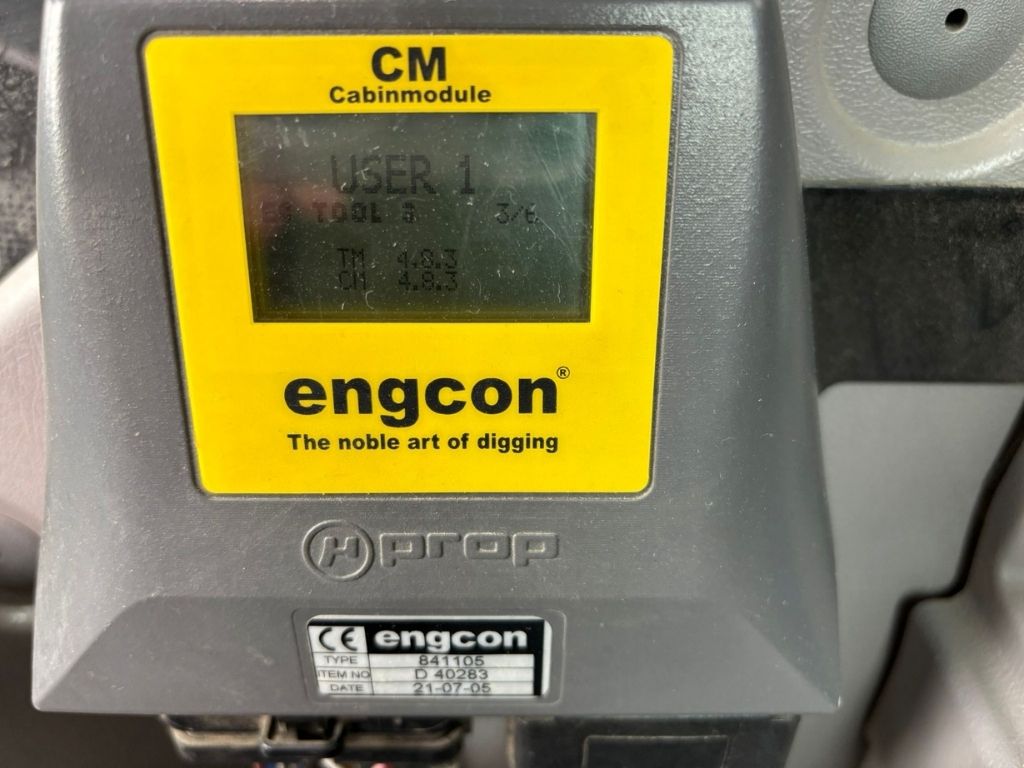 CM
Cabinmodule
USER 1
TOOL 3/6
TM 4.8.3
CM 4.8.3
engcon®
The noble art of digging
H prop
CE engcon
TYPE 841105
ITEM NO D 40283
DATE 21-07-05